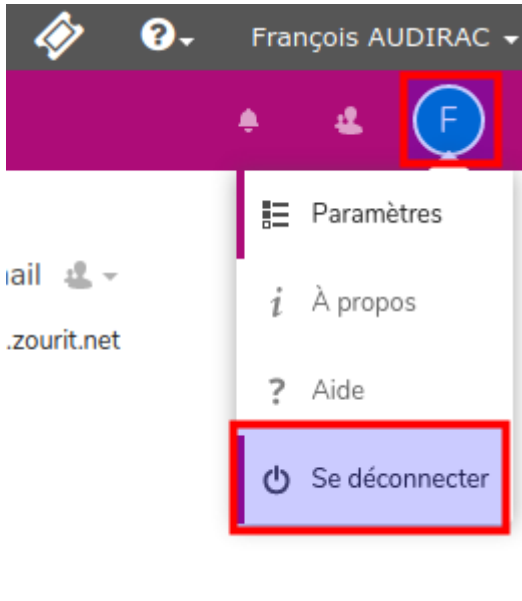 François AUDIRAC
F
Paramètres
ail
À propos
.zourit.net
Aide
Se déconnecter